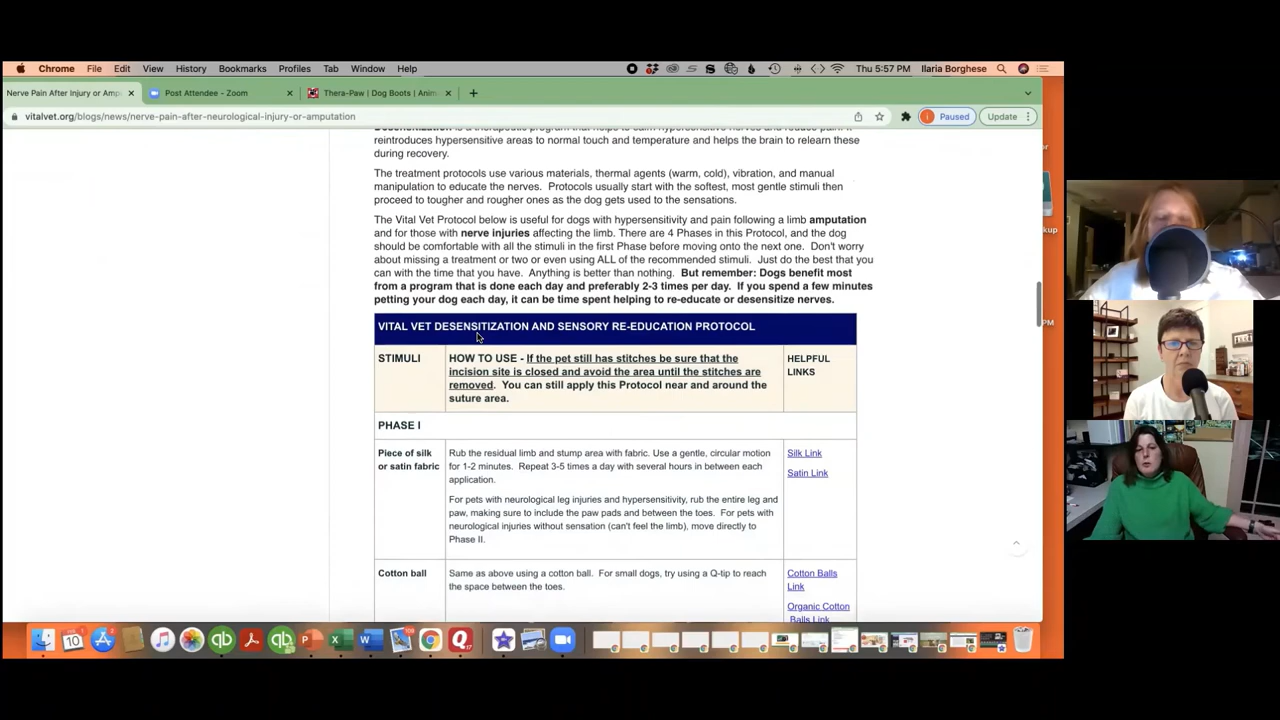 Chrome File Edit View History Bookmarks Profiles Tab Window Help Thu 5:57 PM Ilaria Borghese
Nerve Pain After Injury or Amp Post Attendee - Zoom Thera-Paw | Dog Boots | Anim
vitalvet.org/blogs/news/nerve-pain-after-neurological-injury-or-amputation Paused Update
reintroduces hypersensitive areas to normal touch and temperature and helps the brain to relearn these
during recovery.
The treatment protocols use various materials, thermal agents (warm, cold), vibration, and manual
manipulation to educate the nerves. Protocols usually start with the softest, most gentle stimuli then
proceed to tougher and rougher ones as the dog gets used to the sensations.
The Vital Vet Protocol below is useful for dogs with hypersensitivity and pain following a limb amputation
and for those with nerve injuries affecting the limb. There are 4 Phases in this Protocol, and the dog
should be comfortable with all the stimuli in the first Phase before moving onto the next one. Don't worry
about missing a treatment or two or even using ALL of the recommended stimuli. Just do the best that you
can with the time that you have. Anything is better than nothing. But remember: Dogs benefit most
from a program that is done each day and preferably 2-3 times per day. If you spend a few minutes
petting your dog each day, it can be time spent helping to re-educate or desensitize nerves.
VITAL VET DESENSITIZATION AND SENSORY RE-EDUCATION PROTOCOL
STIMULI
HOW TO USE - If the pet still has stitches be sure that the
incision site is closed and avoid the area until the stitches are
removed. You can still apply this Protocol near and around the
suture area.
HELPFUL
LINKS
PHASE I
Piece of silk
or satin fabric
Rub the residual limb and stump area with fabric. Use a gentle, circular motion
for 1-2 minutes. Repeat 3-5 times a day with several hours in between each
application.
For pets with neurological leg injuries and hypersensitivity, rub the entire leg and
paw, making sure to include the paw pads and between the toes. For pets with
neurological injuries without sensation (can't feel the limb), move directly to
Phase II.
Silk Link
Satin Link
Cotton ball
Same as above using a cotton ball. For small dogs, try using a Q-tip to reach
the space between the toes.
Cotton Balls
Link
Organic Cotton
Balls Link